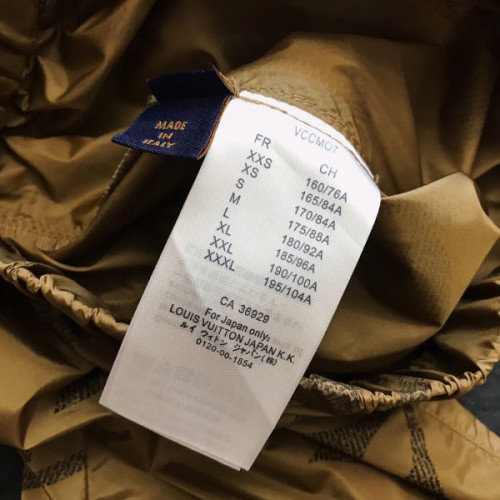 MADE
IN
ITALY
VCCMOT
FR CH
XXS 160/76A
XS 165/84A
S 170/84A
M 175/88A
L 180/92A
XL 185/96A
XXL 190/100A
XXXL 195/104A
CA 36929
For Japan only:
LOUIS VUITTON JAPAN K.K.
ルイ ヴィトン ジャパン(株)
0120-00-1854